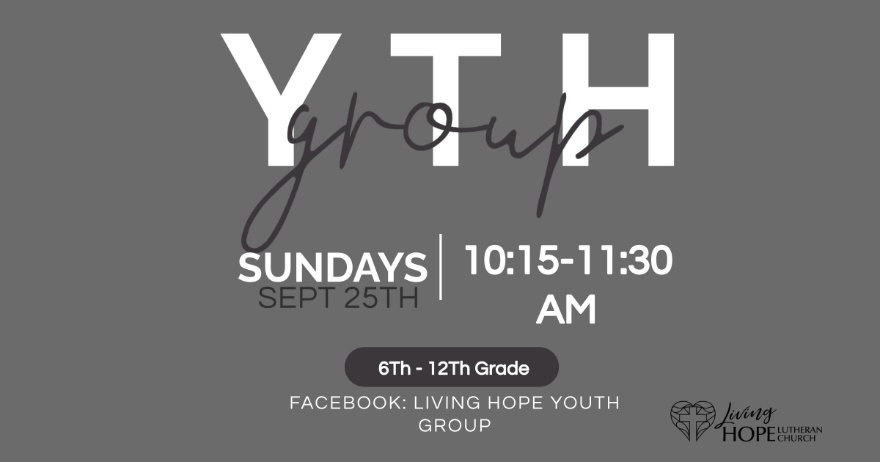 YTH
group
SUNDAYS
SEPT 25TH
10:15-11:30
AM
6Th - 12Th Grade
FACEBOOK: LIVING HOPE YOUTH
GROUP
Living
HOPE LUTHERAN
CHURCH